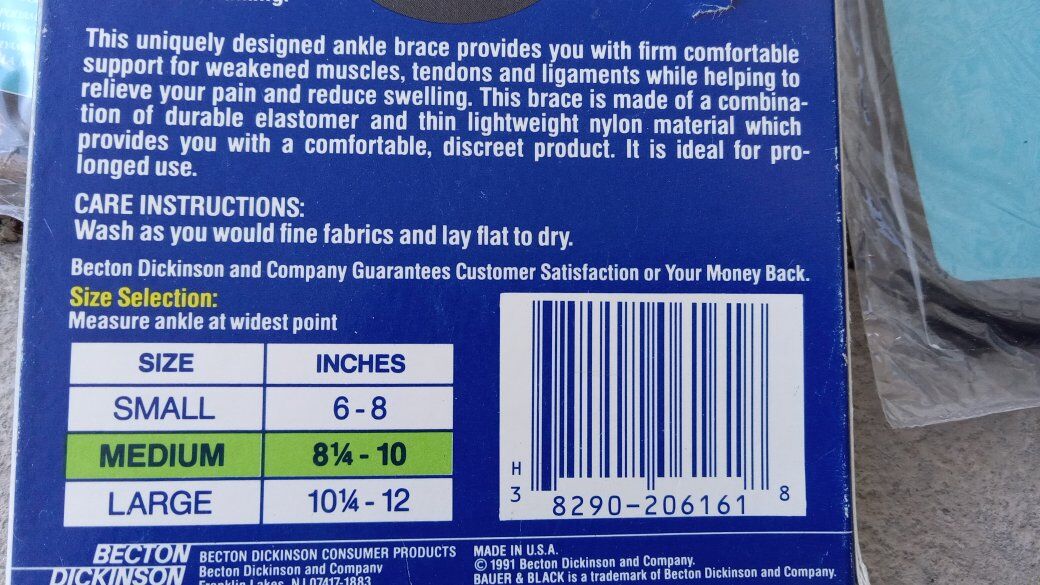 This uniquely designed ankle brace provides you with firm comfortable
support for weakened muscles, tendons and ligaments while helping to
relieve your pain and reduce swelling. This brace is made of a combina-
tion of durable elastomer and thin lightweight nylon material which
provides you with a comfortable, discreet product. It is ideal for pro-
longed use.
CARE INSTRUCTIONS:
Wash as you would fine fabrics and lay flat to dry.
Becton Dickinson and Company Guarantees Customer Satisfaction or Your Money Back.
Size Selection:
Measure ankle at widest point
SIZE INCHES
SMALL 6-8
MEDIUM 8¼-10
LARGE 10¼-12
H
3 8290-206161 8
BECTON
DICKINSON
BECTON DICKINSON CONSUMER PRODUCTS
Becton Dickinson and Company
Franklin Lakes, NJ 07417-1883
MADE IN U.S.A.
© 1991 Becton Dickinson and Company.
BAUER & BLACK is a trademark of Becton Dickinson and Company.